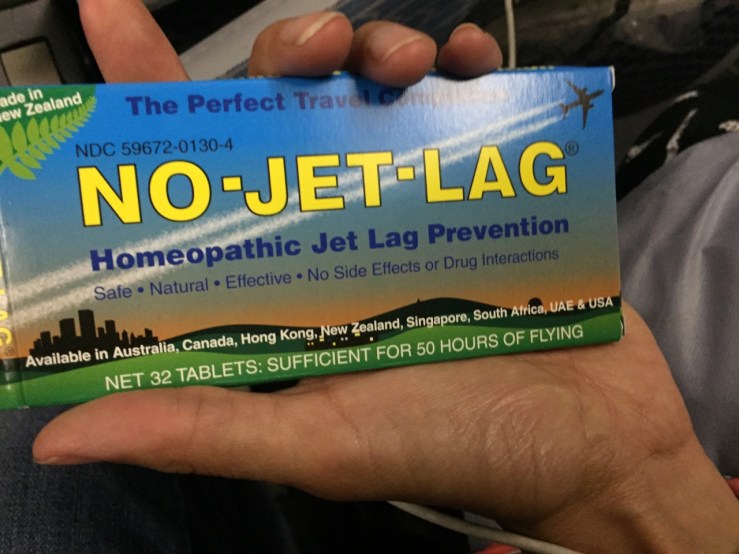 ade in
ew Zealand
The Perfect Travel
NDC 59672-0130-4
NO-JET-LAG®
Homeopathic Jet Lag Prevention
Safe • Natural • Effective • No Side Effects or Drug Interactions
Available in Australia, Canada, Hong Kong, New Zealand, Singapore, South Africa, UAE & USA
NET 32 TABLETS: SUFFICIENT FOR 50 HOURS OF FLYING